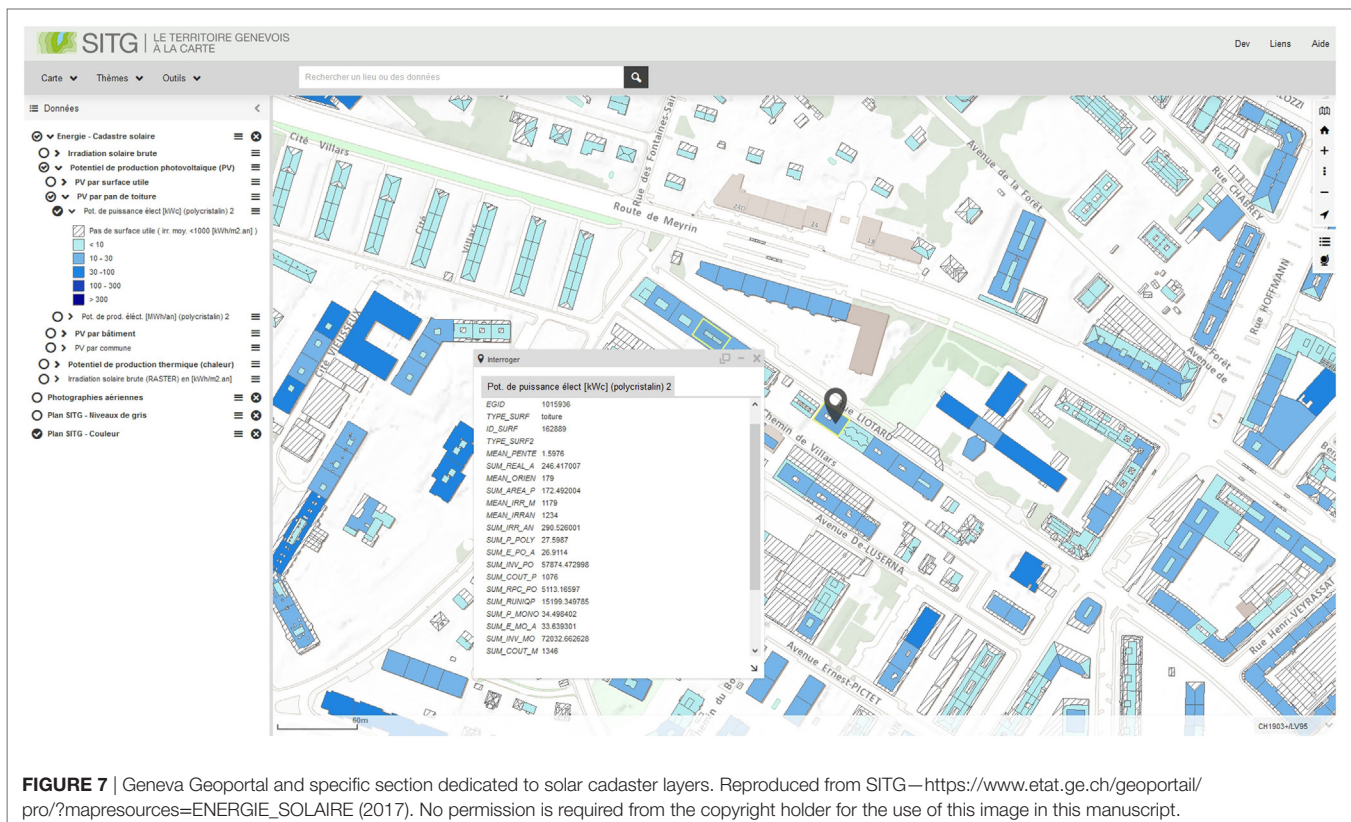 SITG | LE TERRITOIRE GENEVOIS
À LA CARTE
Dev Liens Aide
Carte Thèmes Outils
Rechercher un lieu ou des données
Données
Energie - Cadastre solaire
Irradiation solaire brute
Potentiel de production photovoltaïque (PV)
PV par surface utile
PV par pan de toiture
Pot. de puissance élect [kWc] (polycristalin) 2
Pas de surface utile ( irr. moy. <1000 [kWh/m2.an] )
< 10
10 - 30
30 -100
100 - 300
> 300
Pot. de prod. éléct. [MWh/an] (polycristalin) 2
PV par bâtiment
PV par commune
Potentiel de production thermique (chaleur)
Irradiation solaire brute (RASTER) en [kWh/m2.an]
Photographies aériennes
Plan SITG - Niveaux de gris
Plan SITG - Couleur
Cité Villars
Rue des Fontaines-Sai
Avenue de la Forêt
Rue CHABREY
Route de Meyrin
Cité Villars
Rue HOFFMANN
Cité VIEUSSEUX
Avenue de
Forêt
ue LIOTARD
Chemin de Villars
Avenue De-LUSERNA
Avenue Ernest-PICTET
Rue Henri-VEYRASSAT
Interroger
Pot. de puissance élect [kWc] (polycristalin) 2
EGID 1015936
TYPE_SURF toiture
ID_SURF 162889
TYPE_SURF2
MEAN_PENTE 1.5976
SUM_REAL_A 246.417007
MEAN_ORIEN 179
SUM_AREA_P 172.492004
MEAN_IRR_M 1179
MEAN_IRRAN 1234
SUM_IRR_AN 290.526001
SUM_P_POLY 27.5987
SUM_E_PO_A 26.9114
SUM_INV_PO 57874.472998
SUM_COUT_P 1076
SUM_RPC_PO 5113.16597
SUM_RUNIQP 15199.349785
SUM_P_MONO 34.498402
SUM_E_MO_A 33.639301
SUM_INV_MO 72032.662628
SUM_COUT_M 1346
60m
CH1903+/LV95
FIGURE 7 | Geneva Geoportal and specific section dedicated to solar cadaster layers. Reproduced from SITG—https://www.etat.ge.ch/geoportail/
pro/?mapresources=ENERGIE_SOLAIRE (2017). No permission is required from the copyright holder for the use of this image in this manuscript.